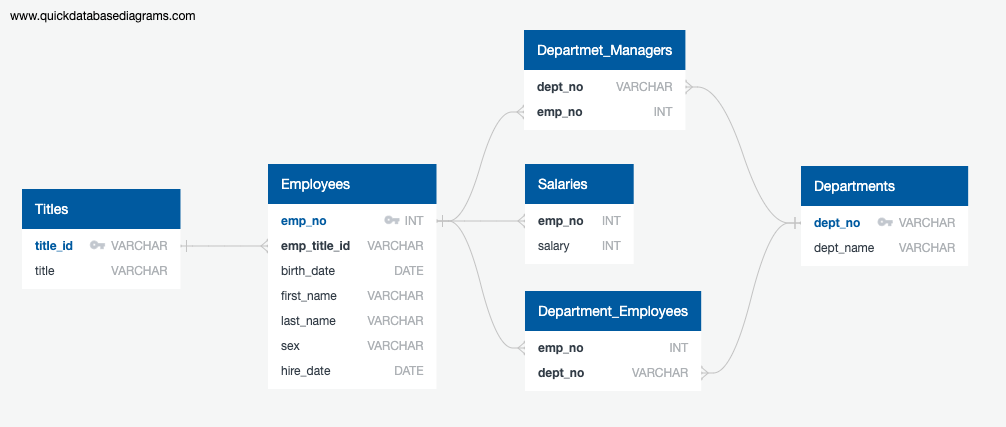 www.quickdatabasediagrams.com
Departmet_Managers
dept_no VARCHAR
emp_no INT
Titles
title_id VARCHAR
title VARCHAR
Employees
emp_no INT
emp_title_id VARCHAR
birth_date DATE
first_name VARCHAR
last_name VARCHAR
sex VARCHAR
hire_date DATE
Salaries
emp_no INT
salary INT
Department_Employees
emp_no INT
dept_no VARCHAR
Departments
dept_no VARCHAR
dept_name VARCHAR